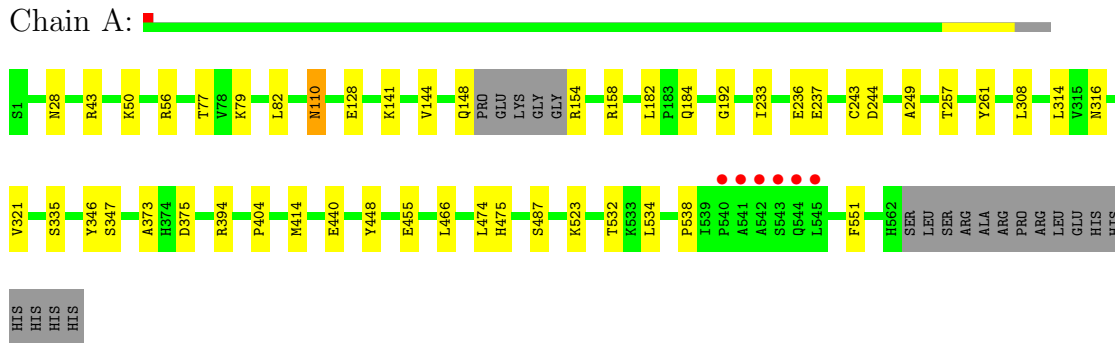 Chain A:
S1 N28 R43 K50 R56 T77 V78 K79 L82 N110 E128 K141 V144 Q148 PRO GLU LYS GLY GLY R154 R158 L182 P183 Q184 G192 I233 E236 E237 C243 D244 A249 T257 Y261 L308 L314 V315 N316
V321 S335 Y346 S347 A373 H374 D375 R394 P404 M414 E440 Y448 E455 L466 L474 H475 S487 K523 T532 K533 L534 P538 I539 P540 A541 A542 S543 Q544 L545 F551 H562 SER LEU SER ARG ALA ARG PRO ARG LEU GLU HIS HIS
HIS HIS HIS HIS